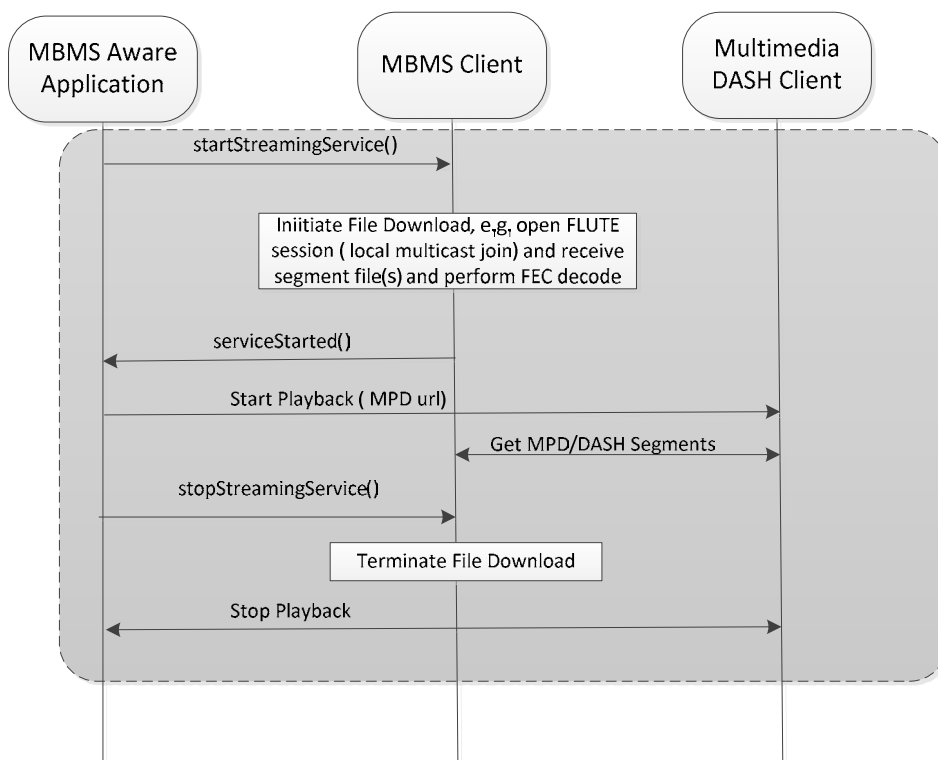 MBMS Aware
Application
MBMS Client
Multimedia
DASH Client
startStreamingService()
Iniitiate File Download, e,g, open FLUTE
session ( local multicast join) and receive
segment file(s) and perform FEC decode
serviceStarted()
Start Playback ( MPD url)
Get MPD/DASH Segments
stopStreamingService()
Terminate File Download
Stop Playback